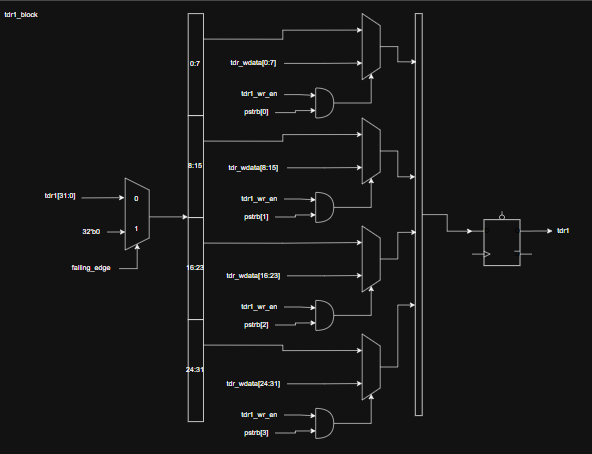 tdr1_block
0:7
tdr_wdata[0:7]
tdr1_wr_en
pstrb[0]
8:15
tdr_wdata[8:15]
tdr1_wr_en
pstrb[1]
tdr1[31:0]
0
32'b0
1
falling_edge
tdr1
16:23
tdr_wdata[16:23]
tdr1_wr_en
pstrb[2]
24:31
tdr_wdata[24:31]
tdr1_wr_en
pstrb[3]